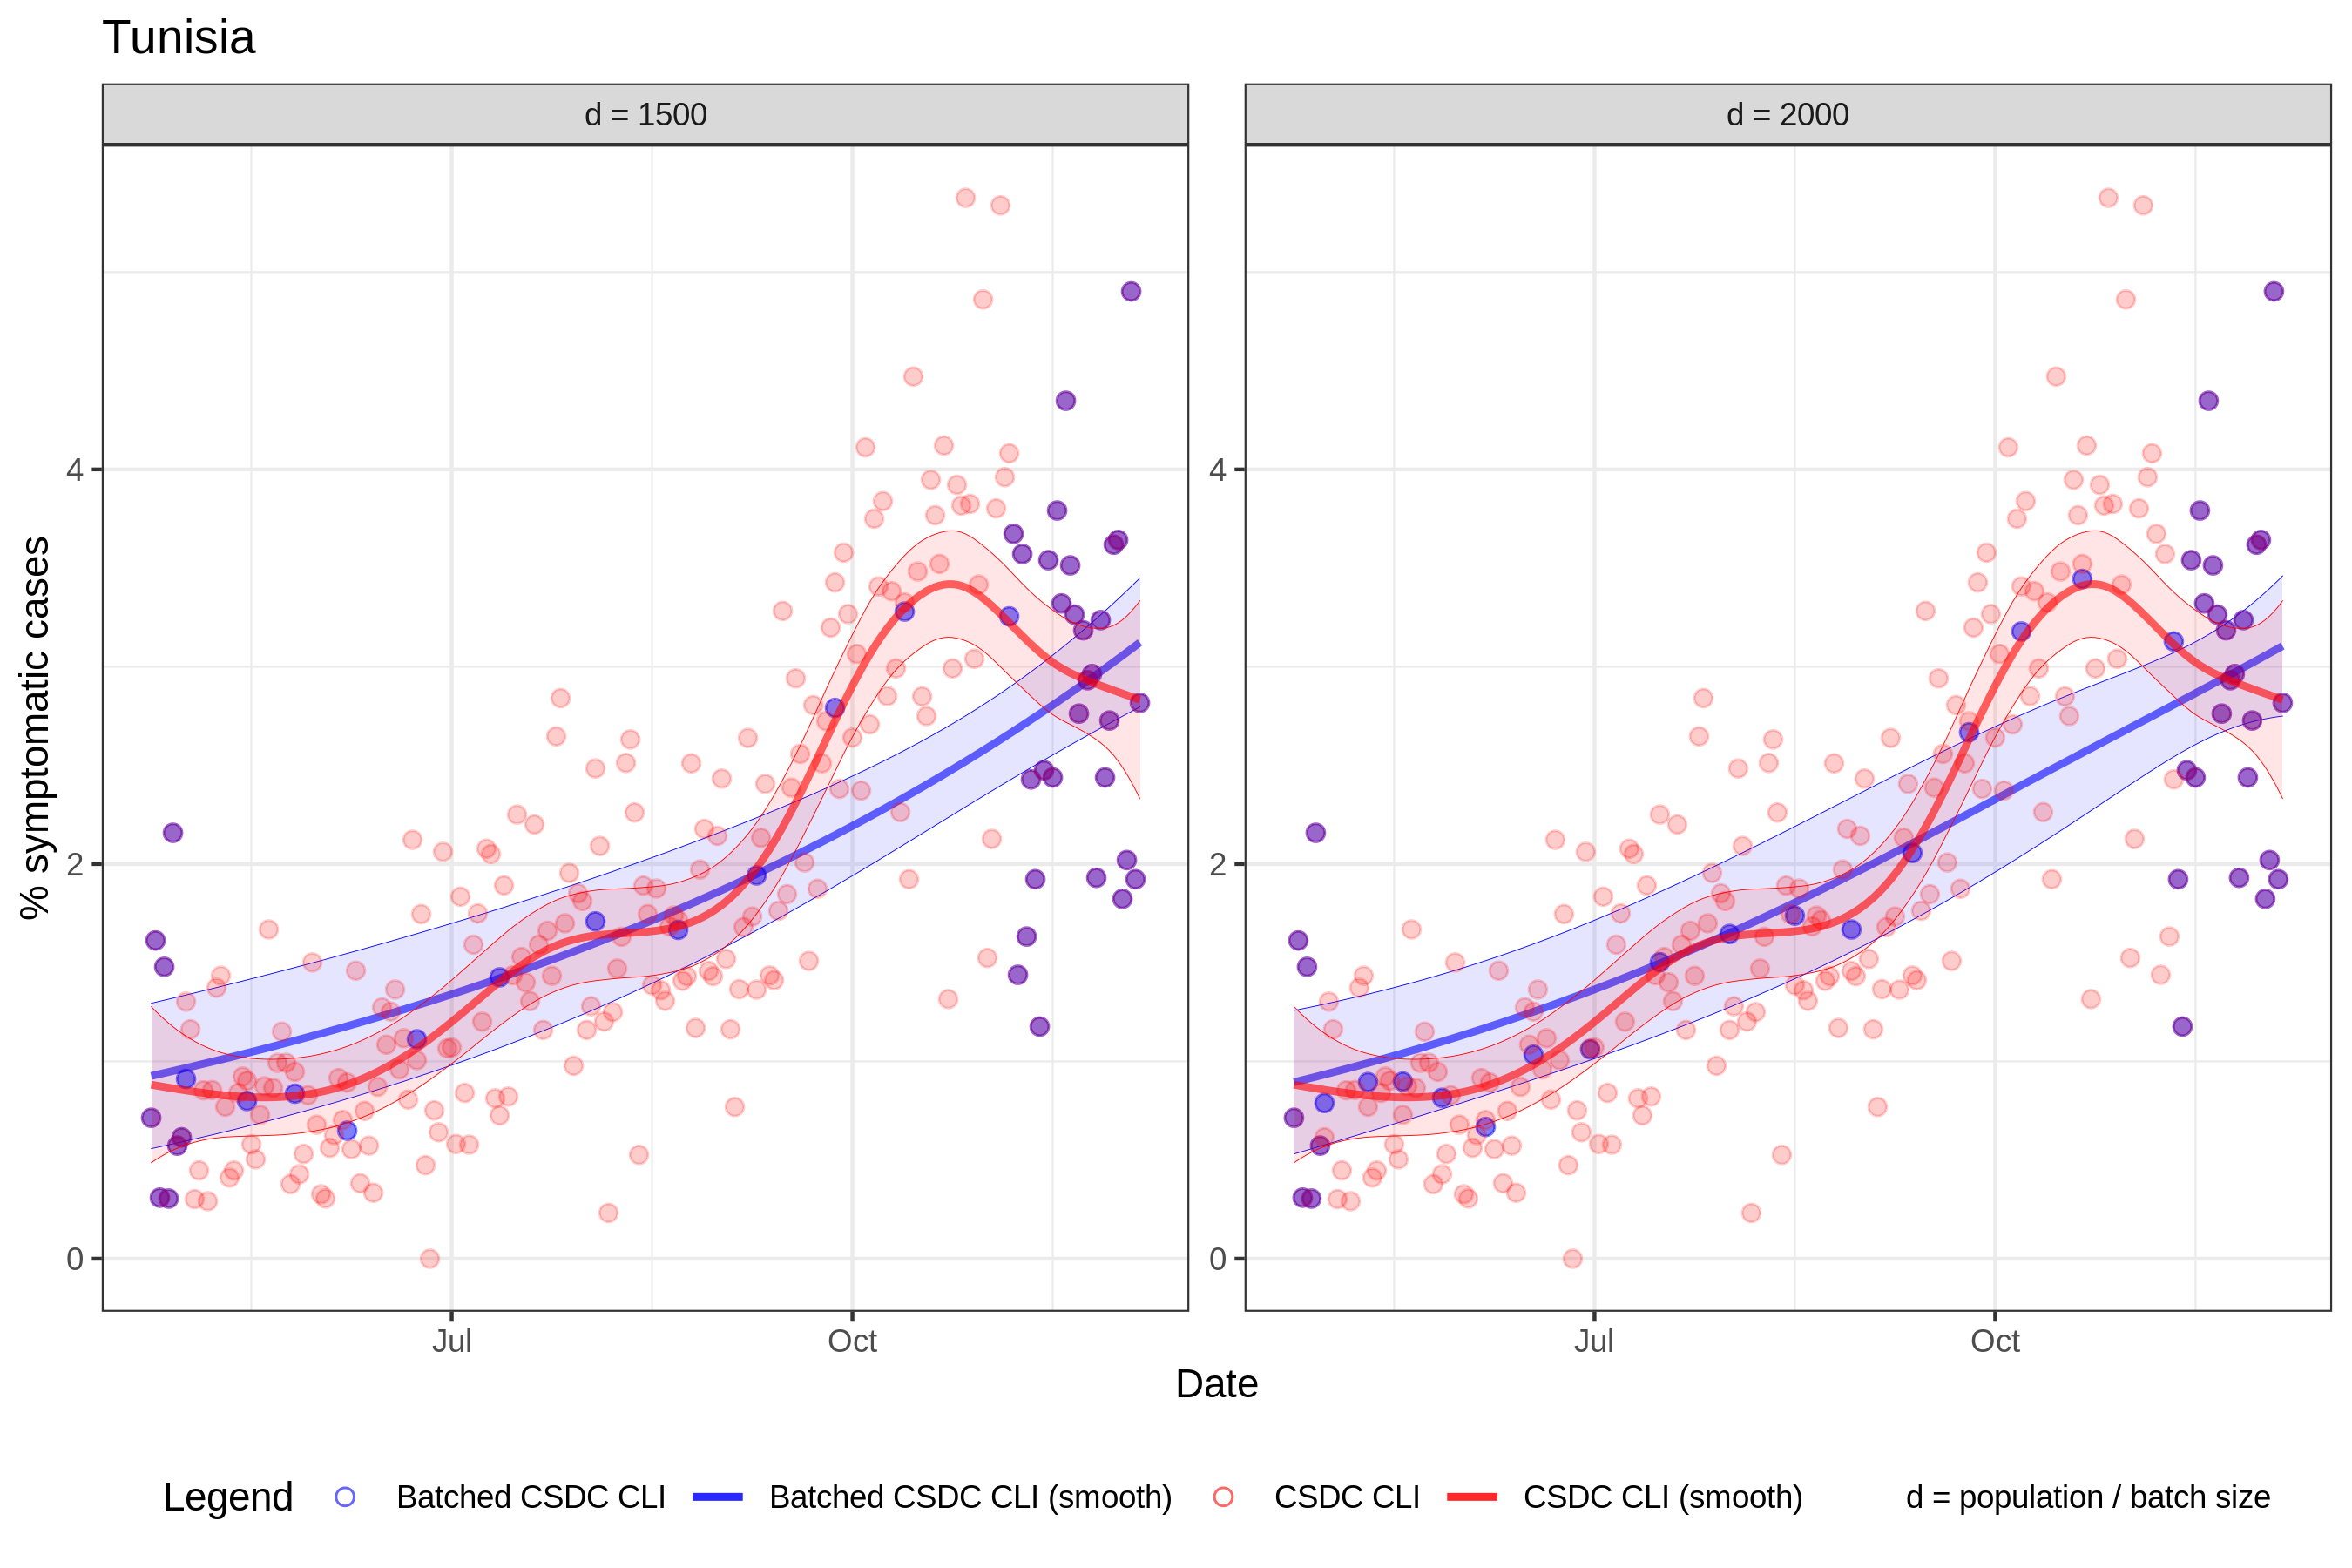 Tunisia
d = 1500
d = 2000
% symptomatic cases
4
2
0
4
2
0
Jul
Oct
Jul
Oct
Date
Legend
Batched CSDC CLI
Batched CSDC CLI (smooth)
CSDC CLI
CSDC CLI (smooth)
d = population / batch size